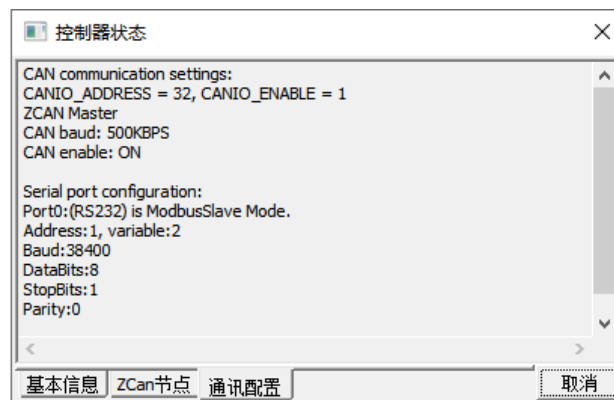 控制器状态
CAN communication settings:
CANIO_ADDRESS = 32, CANIO_ENABLE = 1
ZCAN Master
CAN baud: 500KBPS
CAN enable: ON
Serial port configuration:
Port0:(RS232) is ModbusSlave Mode.
Address:1, variable:2
Baud:38400
DataBits:8
StopBits:1
Parity:0
基本信息 ZCan节点 通讯配置 取消